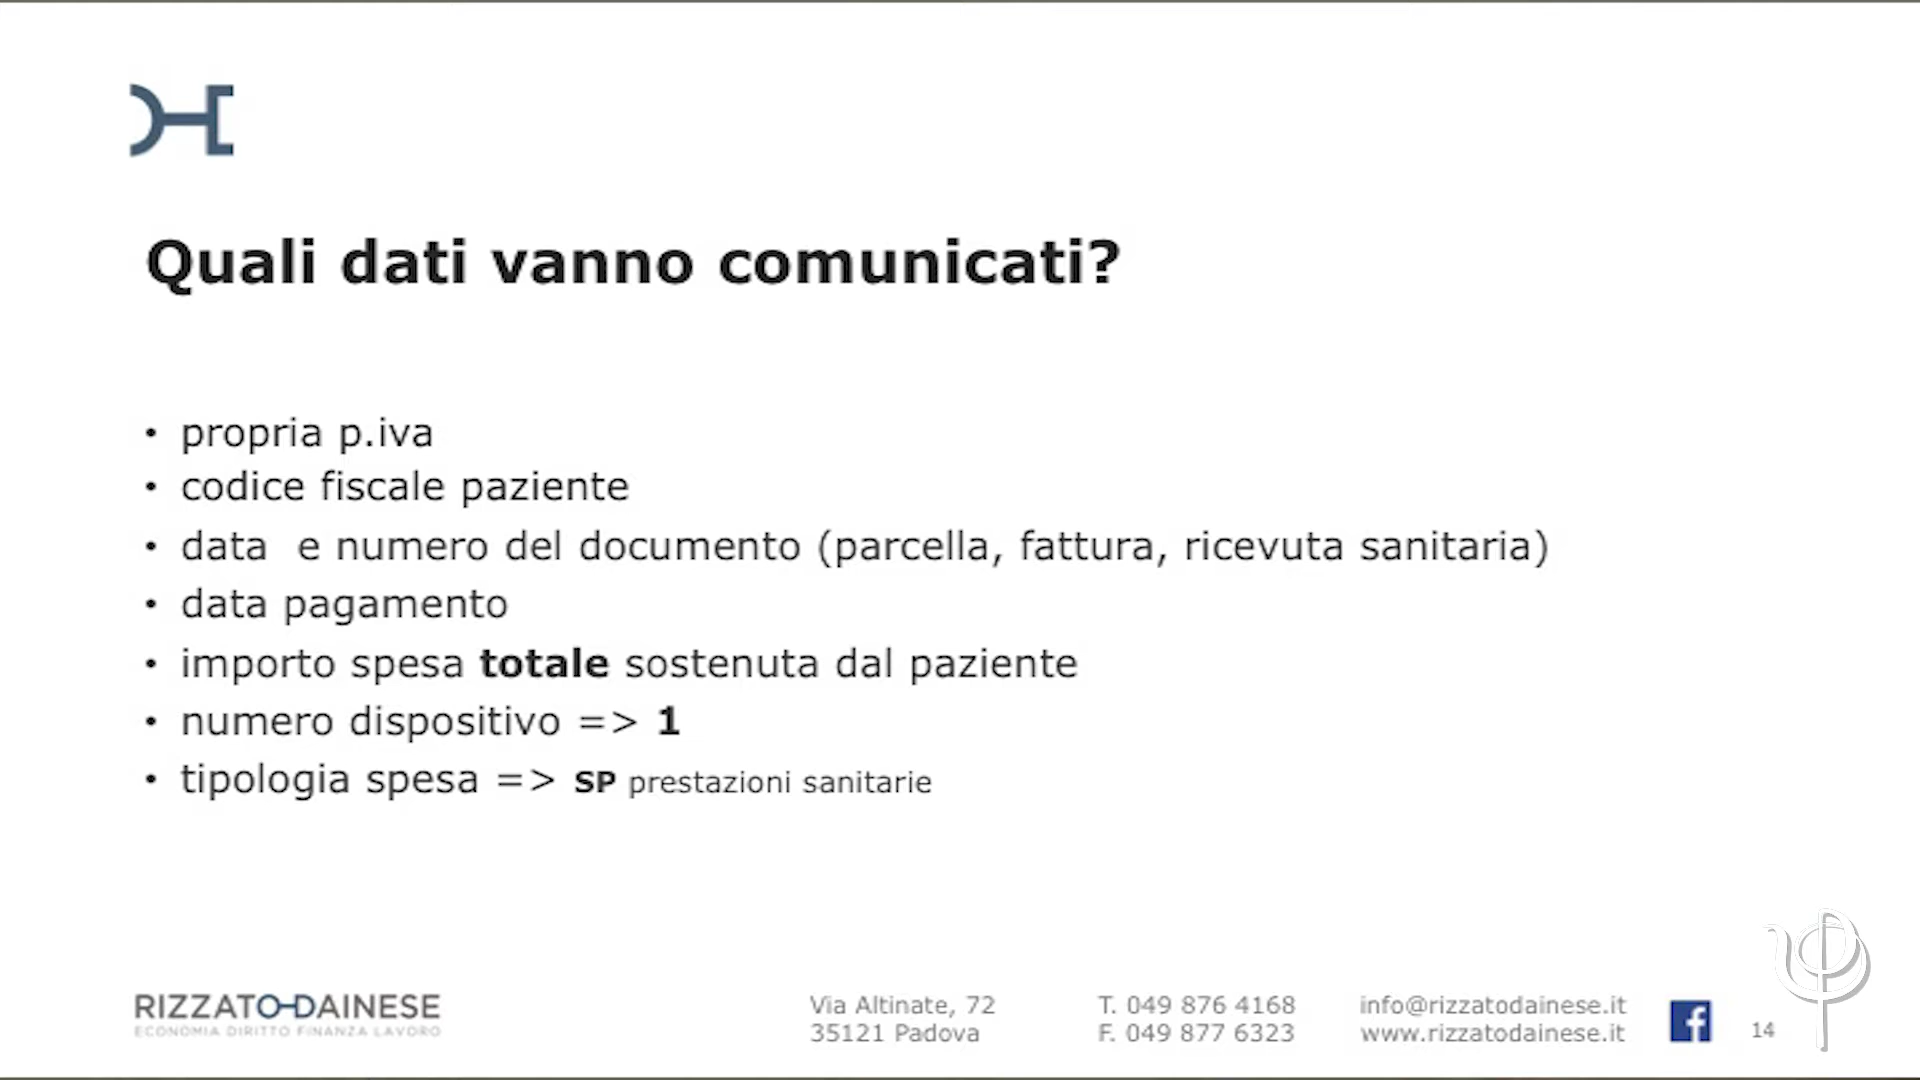 Quali dati vanno comunicati?
• propria p.iva
• codice fiscale paziente
• data  e numero del documento (parcella, fattura, ricevuta sanitaria)
• data pagamento
• importo spesa totale sostenuta dal paziente
• numero dispositivo => 1
• tipologia spesa => SP prestazioni sanitarie
RIZZATO-DAINESE
ECONOMIA DIRITTO FINANZA LAVORO
Via Altinate, 72
35121 Padova
T. 049 876 4168
F. 049 877 6323
info@rizzatodainese.it
www.rizzatodainese.it
f
14